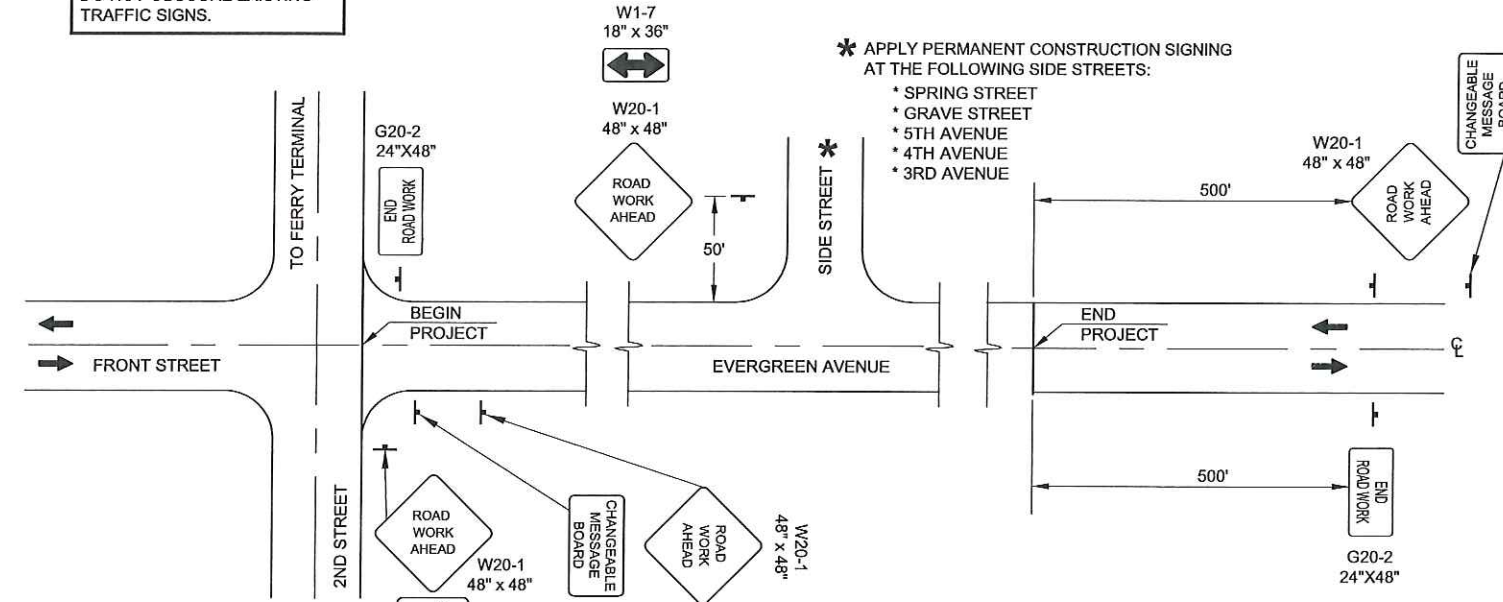 TRAFFIC SIGNS.
W1-7
18" x 36"
* APPLY PERMANENT CONSTRUCTION SIGNING
AT THE FOLLOWING SIDE STREETS:
* SPRING STREET
* GRAVE STREET
* 5TH AVENUE
* 4TH AVENUE
* 3RD AVENUE
CHANGEABLE
MESSAGE
BOARD
TO FERRY TERMINAL
G20-2
24"X48"
END
ROAD WORK
W20-1
48" x 48"
ROAD
WORK
AHEAD
50'
SIDE STREET *
500'
W20-1
48" x 48"
ROAD
WORK
AHEAD
BEGIN
PROJECT
END
PROJECT
FRONT STREET
EVERGREEN AVENUE
CL
2ND STREET
ROAD
WORK
AHEAD
W20-1
48" x 48"
CHANGEABLE
MESSAGE
BOARD
ROAD
WORK
AHEAD
W20-1
48" x 48"
500'
END
ROAD WORK
G20-2
24"X48"